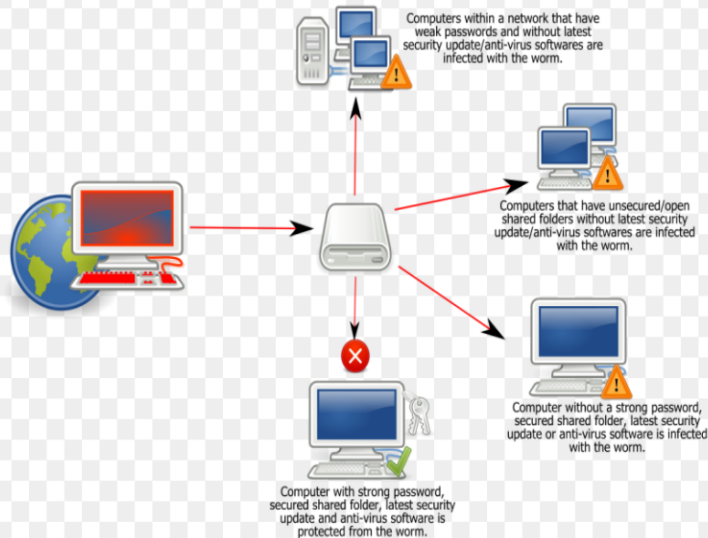 Computers within a network that have
weak passwords and without latest
security update/anti-virus softwares are
infected with the worm.
Computers that have unsecured/open
shared folders without latest security
update/anti-virus softwares are infected
with the worm.
Computer without a strong password,
secured shared folder, latest security
update or anti-virus software is infected
with the worm.
Computer with strong password,
secured shared folder, latest security
update and anti-virus software is
protected from the worm.